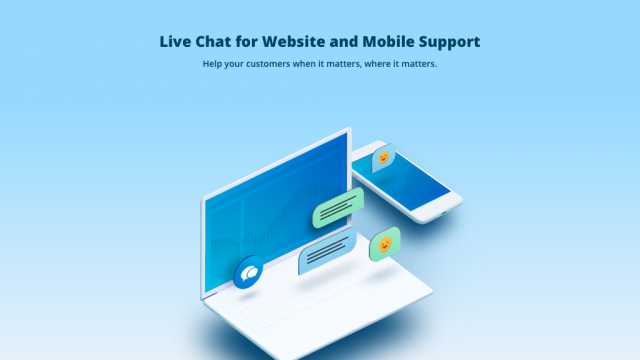 Live Chat for Website and Mobile Support
Help your customers when it matters, where it matters.